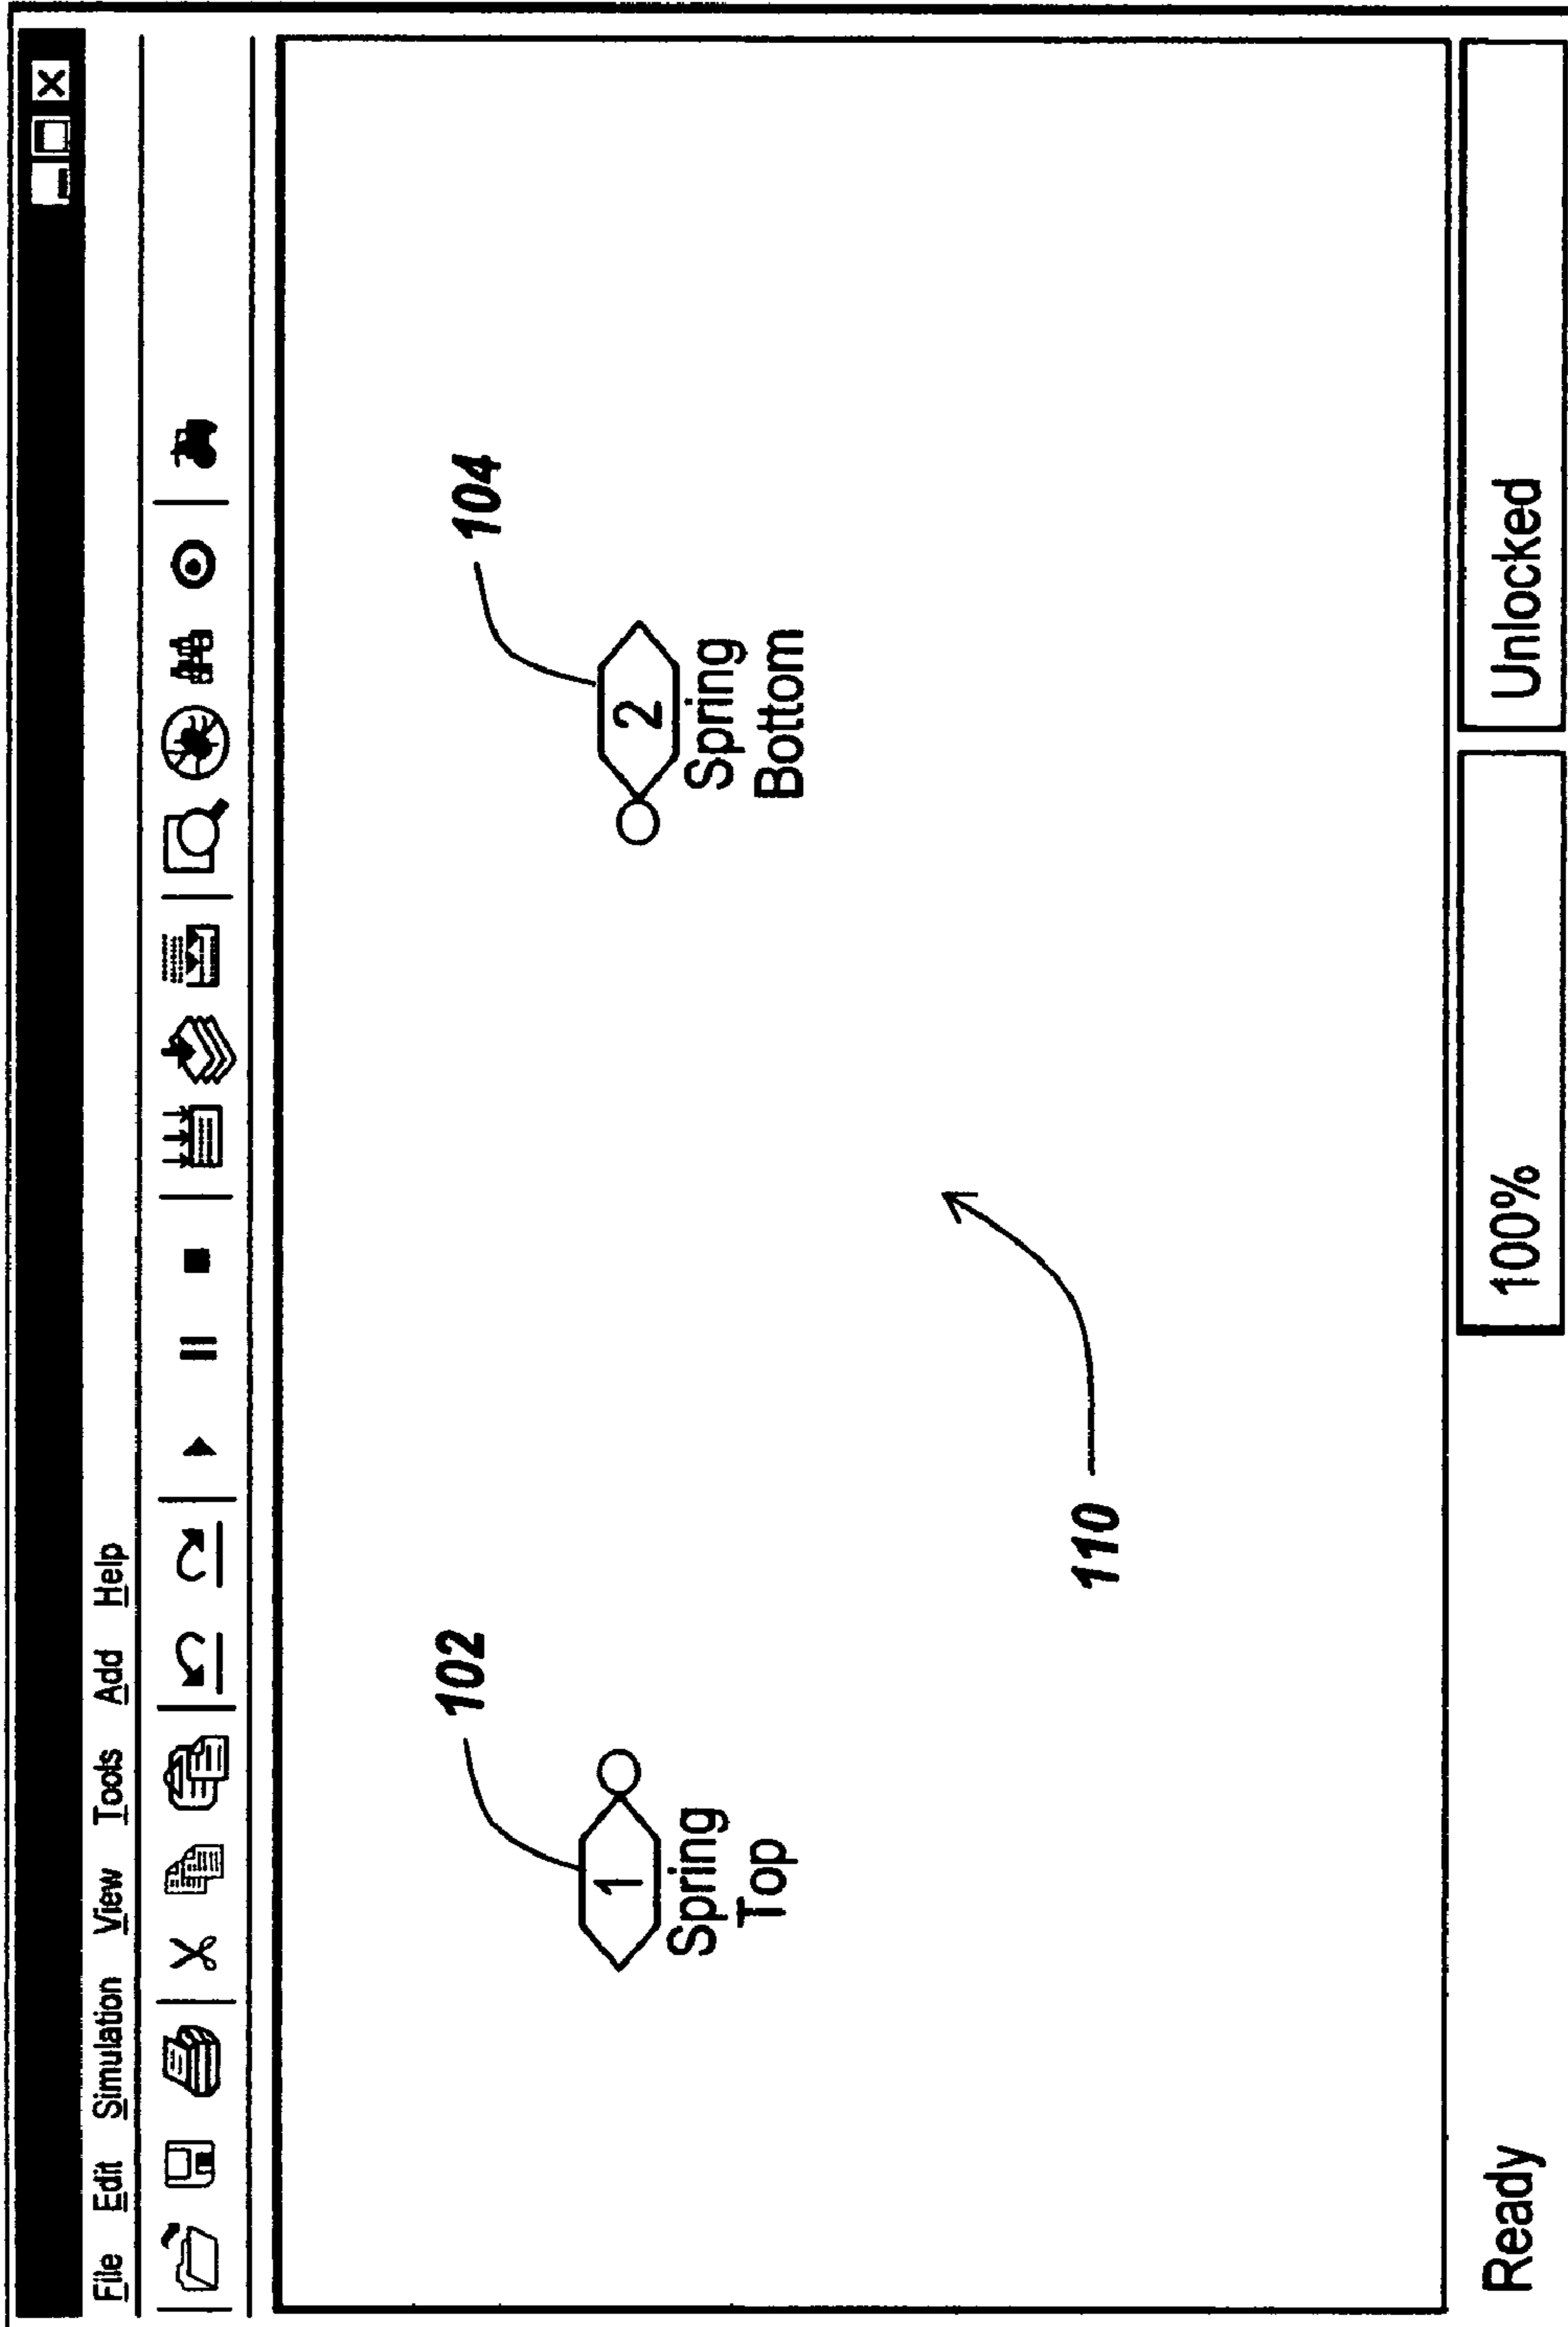 File Edit Simulation View Tools Add Help
102
1
Spring
Top
104
2
Spring
Bottom
110
Ready
100%
Unlocked